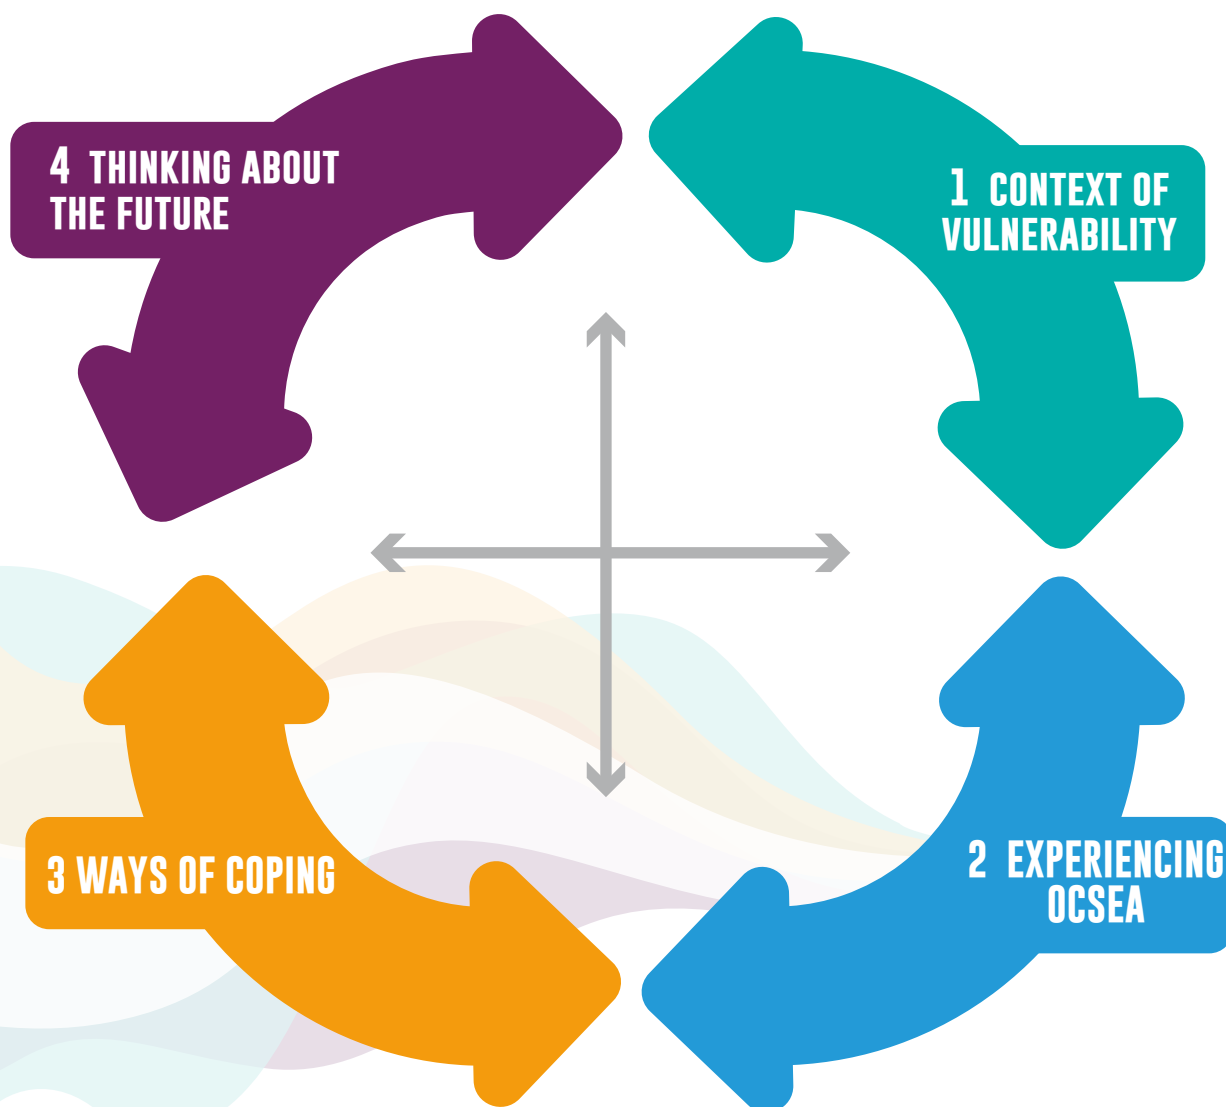 4 THINKING ABOUT
THE FUTURE
1 CONTEXT OF
VULNERABILITY
3 WAYS OF COPING
2 EXPERIENCING
OCSEA